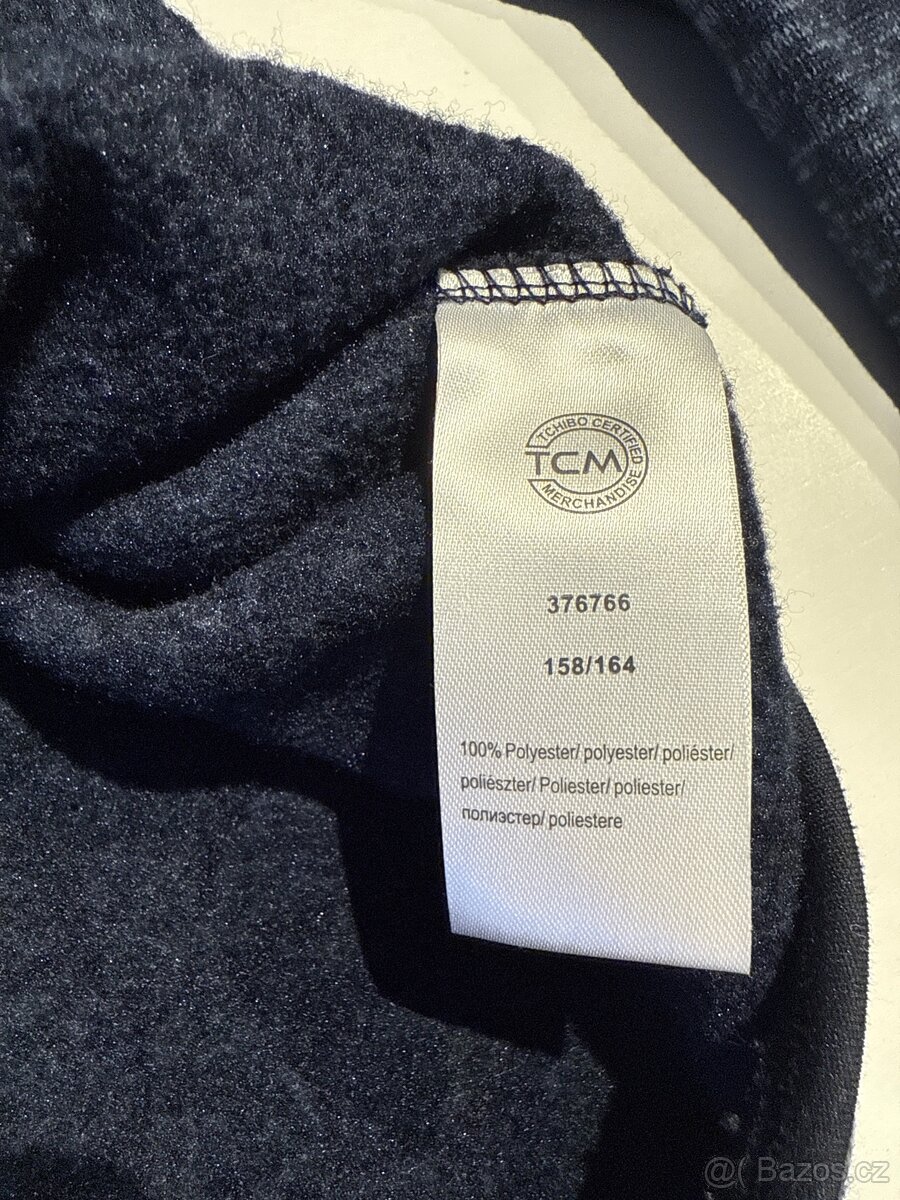 TCHIBO CERTIFIED
TCM
MERCHANDISE
376766
158/164
100% Polyester/ polyester/ poliéster/
poliészter/ Poliester/ poliester/
полиэстер/ poliestere
@( Bazos.cz